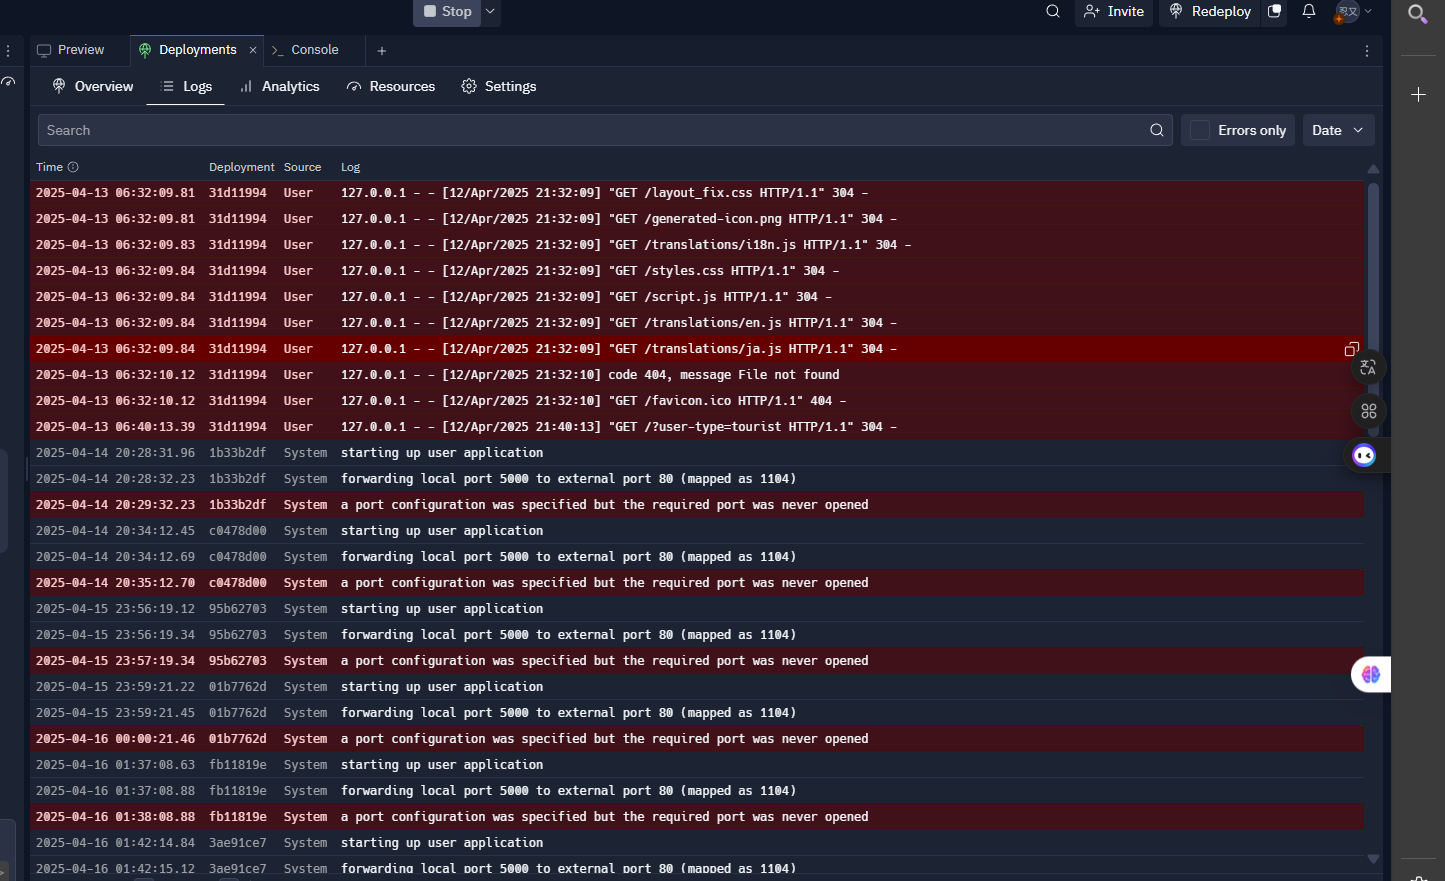 Stop
Invite
Redeploy
Preview
Deployments
Console
Overview
Logs
Analytics
Resources
Settings
Search
Errors only
Date
Time Deployment Source Log
2025-04-13 06:32:09.81 31d11994 User 127.0.0.1 - - [12/Apr/2025 21:32:09] "GET /layout_fix.css HTTP/1.1" 304 -
2025-04-13 06:32:09.81 31d11994 User 127.0.0.1 - - [12/Apr/2025 21:32:09] "GET /generated-icon.png HTTP/1.1" 304 -
2025-04-13 06:32:09.83 31d11994 User 127.0.0.1 - - [12/Apr/2025 21:32:09] "GET /translations/i18n.js HTTP/1.1" 304 -
2025-04-13 06:32:09.84 31d11994 User 127.0.0.1 - - [12/Apr/2025 21:32:09] "GET /styles.css HTTP/1.1" 304 -
2025-04-13 06:32:09.84 31d11994 User 127.0.0.1 - - [12/Apr/2025 21:32:09] "GET /script.js HTTP/1.1" 304 -
2025-04-13 06:32:09.84 31d11994 User 127.0.0.1 - - [12/Apr/2025 21:32:09] "GET /translations/en.js HTTP/1.1" 304 -
2025-04-13 06:32:09.84 31d11994 User 127.0.0.1 - - [12/Apr/2025 21:32:09] "GET /translations/ja.js HTTP/1.1" 304 -
2025-04-13 06:32:10.12 31d11994 User 127.0.0.1 - - [12/Apr/2025 21:32:10] code 404, message File not found
2025-04-13 06:32:10.12 31d11994 User 127.0.0.1 - - [12/Apr/2025 21:32:10] "GET /favicon.ico HTTP/1.1" 404 -
2025-04-13 06:40:13.39 31d11994 User 127.0.0.1 - - [12/Apr/2025 21:40:13] "GET /?user-type=tourist HTTP/1.1" 304 -
2025-04-14 20:28:31.96 1b33b2df System starting up user application
2025-04-14 20:28:32.23 1b33b2df System forwarding local port 5000 to external port 80 (mapped as 1104)
2025-04-14 20:29:32.23 1b33b2df System a port configuration was specified but the required port was never opened
2025-04-14 20:34:12.45 c0478d00 System starting up user application
2025-04-14 20:34:12.69 c0478d00 System forwarding local port 5000 to external port 80 (mapped as 1104)
2025-04-14 20:35:12.70 c0478d00 System a port configuration was specified but the required port was never opened
2025-04-15 23:56:19.12 95b62703 System starting up user application
2025-04-15 23:56:19.34 95b62703 System forwarding local port 5000 to external port 80 (mapped as 1104)
2025-04-15 23:57:19.34 95b62703 System a port configuration was specified but the required port was never opened
2025-04-15 23:59:21.22 01b7762d System starting up user application
2025-04-15 23:59:21.45 01b7762d System forwarding local port 5000 to external port 80 (mapped as 1104)
2025-04-16 00:00:21.46 01b7762d System a port configuration was specified but the required port was never opened
2025-04-16 01:37:08.63 fb11819e System starting up user application
2025-04-16 01:37:08.88 fb11819e System forwarding local port 5000 to external port 80 (mapped as 1104)
2025-04-16 01:38:08.88 fb11819e System a port configuration was specified but the required port was never opened
2025-04-16 01:42:14.84 3ae91ce7 System starting up user application
2025-04-16 01:42:15.12 3ae91ce7 System forwarding local port 5000 to external port 80 (mapped as 1104)